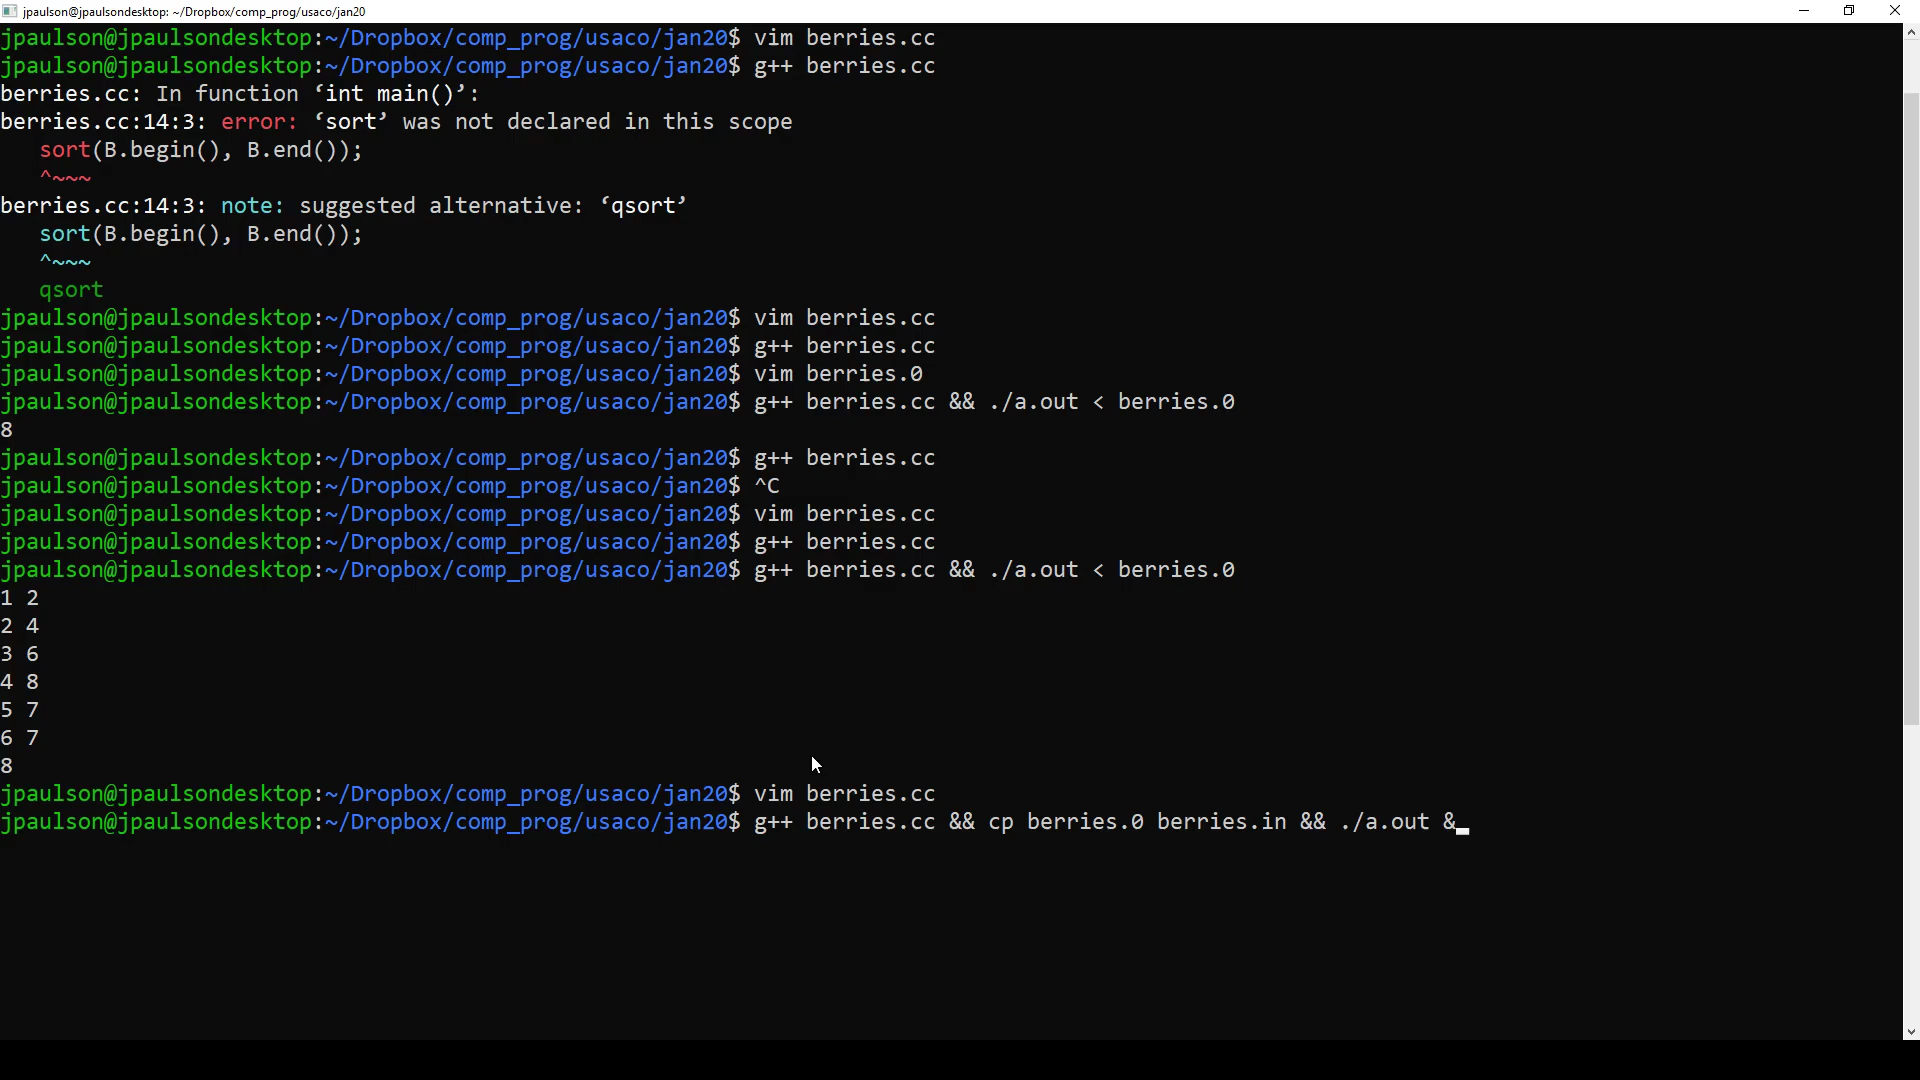 jpaulson@jpaulsondesktop: ~/Dropbox/comp_prog/usaco/jan20
jpaulson@jpaulsondesktop:~/Dropbox/comp_prog/usaco/jan20$ vim berries.cc
jpaulson@jpaulsondesktop:~/Dropbox/comp_prog/usaco/jan20$ g++ berries.cc
berries.cc: In function ‘int main()’:
berries.cc:14:3: error: ‘sort’ was not declared in this scope
   sort(B.begin(), B.end());
   ^~~~
berries.cc:14:3: note: suggested alternative: ‘qsort’
   sort(B.begin(), B.end());
   ^~~~
   qsort
jpaulson@jpaulsondesktop:~/Dropbox/comp_prog/usaco/jan20$ vim berries.cc
jpaulson@jpaulsondesktop:~/Dropbox/comp_prog/usaco/jan20$ g++ berries.cc
jpaulson@jpaulsondesktop:~/Dropbox/comp_prog/usaco/jan20$ vim berries.0
jpaulson@jpaulsondesktop:~/Dropbox/comp_prog/usaco/jan20$ g++ berries.cc && ./a.out < berries.0
8
jpaulson@jpaulsondesktop:~/Dropbox/comp_prog/usaco/jan20$ g++ berries.cc
jpaulson@jpaulsondesktop:~/Dropbox/comp_prog/usaco/jan20$ ^C
jpaulson@jpaulsondesktop:~/Dropbox/comp_prog/usaco/jan20$ vim berries.cc
jpaulson@jpaulsondesktop:~/Dropbox/comp_prog/usaco/jan20$ g++ berries.cc
jpaulson@jpaulsondesktop:~/Dropbox/comp_prog/usaco/jan20$ g++ berries.cc && ./a.out < berries.0
1 2
2 4
3 6
4 8
5 7
6 7
8
jpaulson@jpaulsondesktop:~/Dropbox/comp_prog/usaco/jan20$ vim berries.cc
jpaulson@jpaulsondesktop:~/Dropbox/comp_prog/usaco/jan20$ g++ berries.cc && cp berries.0 berries.in && ./a.out &